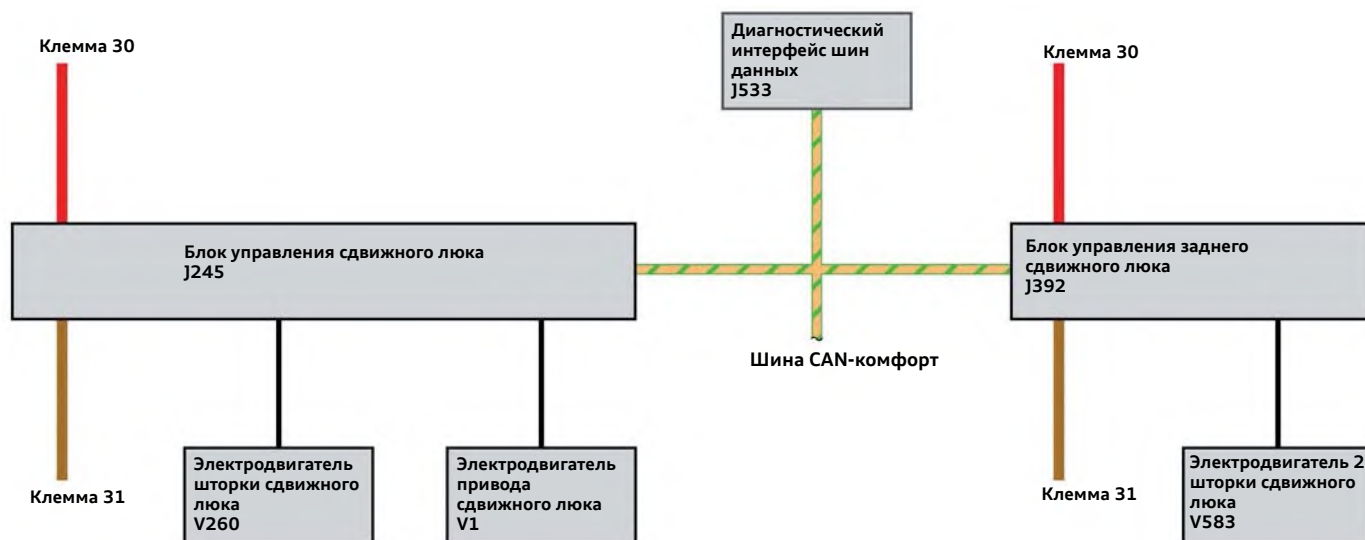 Клемма 30
Диагностический
интерфейс шин
данных
J533
Клемма 30
Блок управления сдвижного люка
J245
Блок управления заднего
сдвижного люка
J392
Шина CAN-комфорт
Клемма 31
Электродвигатель
шторки сдвижного
люка
V260
Электродвигатель
привода
сдвижного люка
V1
Клемма 31
Электродвигатель 2
шторки сдвижного
люка
V583